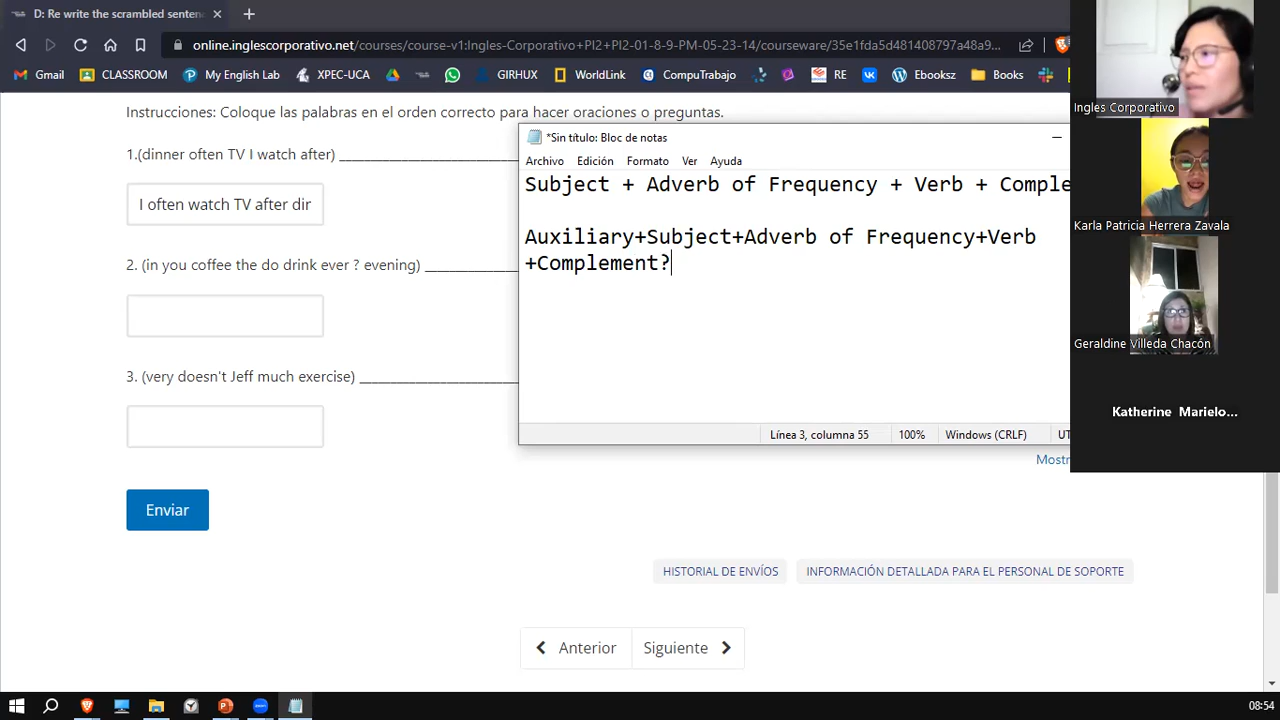 D: Re write the scrambled senten
online.inglescorporativo.net/courses/course-v1:Ingles-Corporativo+PI2+PI2-01-8-9-PM-05-23-14/courseware/35e1fda5d481408797a48a9...
Gmail CLASSROOM My English Lab XPEC-UCA GIRHUX WorldLink CompuTrabajo RE Ebooksz Books
Instrucciones: Coloque las palabras en el orden correcto para hacer oraciones o preguntas.
1.(dinner often TV I watch after) ____________________
I often watch TV after dir
2. (in you coffee the do drink ever ? evening) __________
3. (very doesn't Jeff much exercise) _________________
Enviar
Mostr
HISTORIAL DE ENVÍOS
INFORMACIÓN DETALLADA PARA EL PERSONAL DE SOPORTE
Anterior
Siguiente
*Sin título: Bloc de notas
Archivo Edición Formato Ver Ayuda
Subject + Adverb of Frequency + Verb + Comple
Auxiliary+Subject+Adverb of Frequency+Verb
+Complement?
Línea 3, columna 55 100% Windows (CRLF) UT
Ingles Corporativo
Karla Patricia Herrera Zavala
Geraldine Villeda Chacón
Katherine Marielo...
08:54